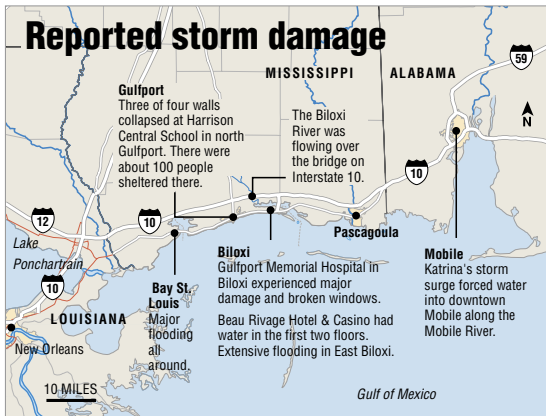 Reported storm damage
MISSISSIPPI
ALABAMA
59
N
Gulfport
Three of four walls
collapsed at Harrison
Central School in north
Gulfport. There were
about 100 people
sheltered there.
The Biloxi
River was
flowing over
the bridge on
Interstate 10.
10
12
10
Lake
Ponchartrain
10
LOUISIANA
New Orleans
10 MILES
Bay St.
Louis
Major
flooding
all
around.
Biloxi
Gulfport Memorial Hospital in
Biloxi experienced major
damage and broken windows.
Beau Rivage Hotel & Casino had
water in the first two floors.
Extensive flooding in East Biloxi.
Pascagoula
Mobile
Katrina's storm
surge forced water
into downtown
Mobile along the
Mobile River.
Gulf of Mexico